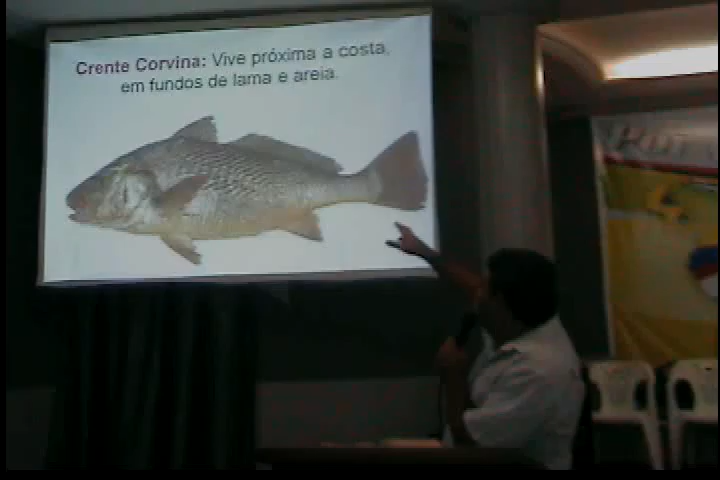 Crente Corvina: Vive próxima a costa,
em fundos de lama e areia.